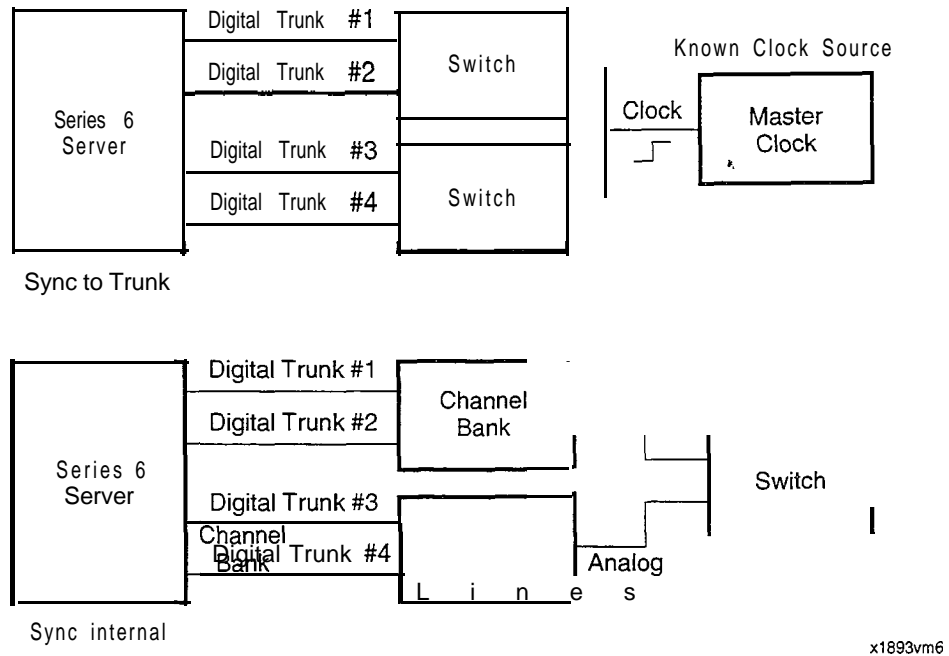 Digital Trunk #1
Known Clock Source
Digital Trunk #2
Switch
Clock
Master
Clock
Series 6
Server
Digital Trunk #3
Digital Trunk #4
Switch
Sync to Trunk
Digital Trunk #1
Channel
Bank
Digital Trunk #2
Series 6
Server
Switch
Digital Trunk #3
Channel
Bank
Digital Trunk #4
Analog
Lines
Sync internal
x1893vm6